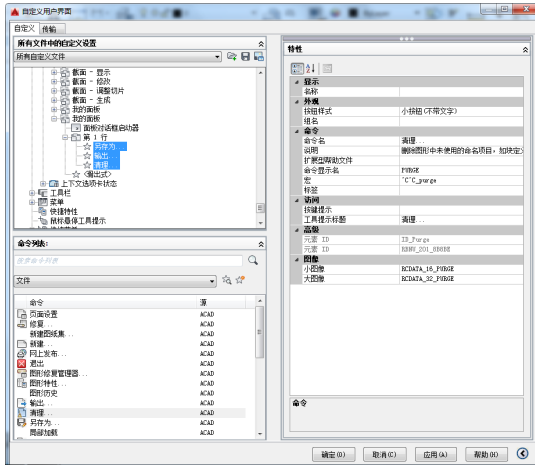 自定义用户界面
自定义 传输
所有文件中的自定义设置
所有自定义文件
截面 - 显示
截面 - 修改
截面 - 调整切片
截面 - 生成
我的面板
我的面板
面板对话框启动器
第 1 行
另存为...
输出...
清理...
<滑出式>
上下文选项卡状态
工具栏
菜单
快捷特性
鼠标悬停工具提示
命令列表:
搜索命令列表
文件
命令 源
页面设置 ACAD
修复... ACAD
新建图纸集... ACAD
新建... ACAD
网上发布... ACAD
退出 ACAD
图形修复管理器... ACAD
图形特性... ACAD
图形历史 ACAD
输出... ACAD
清理... ACAD
另存为... ACAD
局部加载 ACAD
特性
显示
名称
外观
按钮样式 小按钮(不带文字)
组名
命令
命令名 清理...
说明 删除图形中未使用的命名项目，如块定义
扩展型帮助文件
命令显示名 PURGE
宏 ^C^C_purge
标签
访问
按键提示
工具提示标题 清理...
高级
元素 ID ID_Purge
元素 ID
图像
小图像 RCDATA_16_PURGE
大图像 RCDATA_32_PURGE
命令
确定(O) 取消(C) 应用(A) 帮助(H)